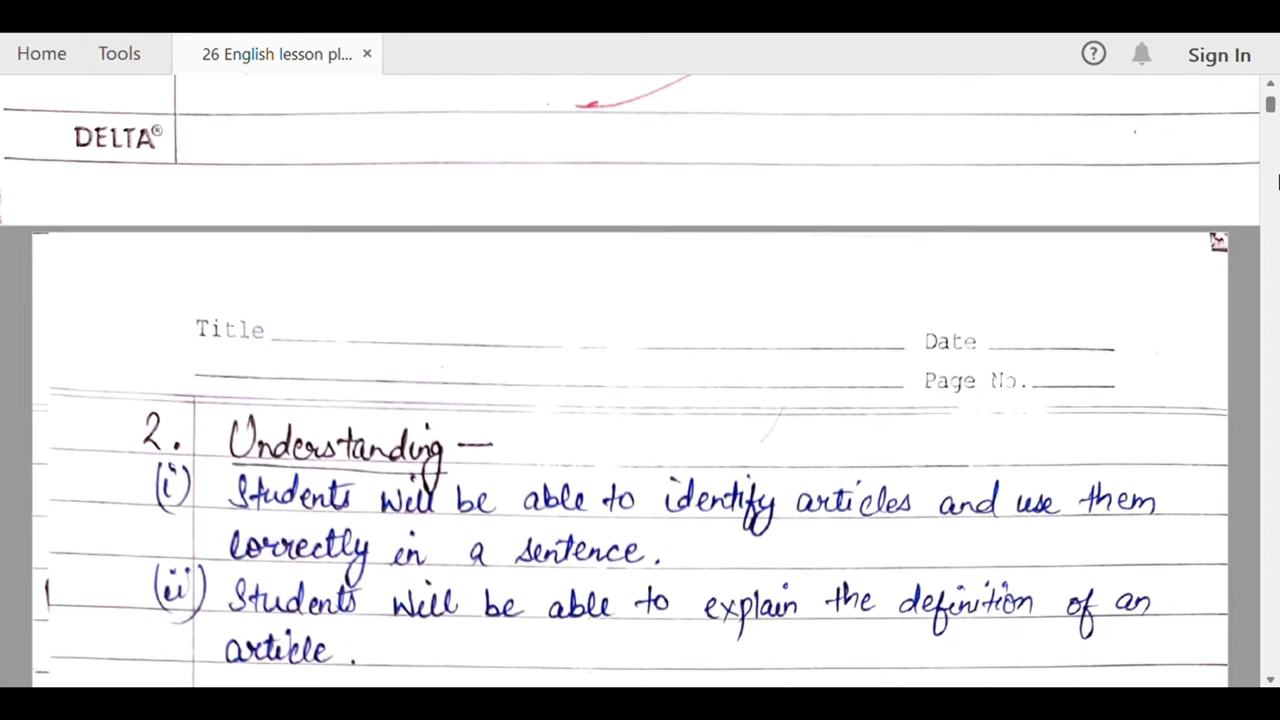 Home Tools 26 English lesson pl... × ? Sign In
DELTA®
Title Date
Page No.
2. Understanding —
(i) Students will be able to identify articles and use them
correctly in a sentence.
(ii) Students will be able to explain the definition of an
article.